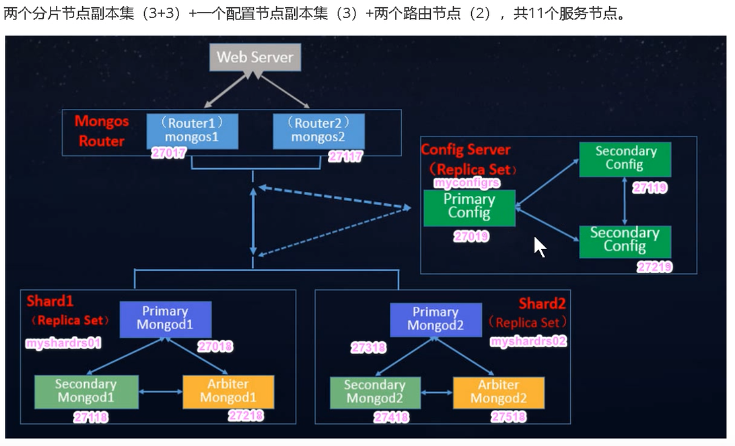 两个分片节点副本集（3+3）+一个配置节点副本集（3）+两个路由节点（2），共11个服务节点。
Web Server
Mongos
Router
（Router1）
mongos1
27017
（Router2）
mongos2
27117
Config Server
（Replica Set）
myconfigrs
Primary
Config
27019
Secondary
Config
27119
Secondary
Config
27219
Shard1
（Replica Set）
myshardrs01
Primary
Mongod1
27018
Secondary
Mongod1
27118
Arbiter
Mongod1
27218
Shard2
（Replica Set）
myshardrs02
Primary
Mongod2
27318
Secondary
Mongod2
27418
Arbiter
Mongod2
27518